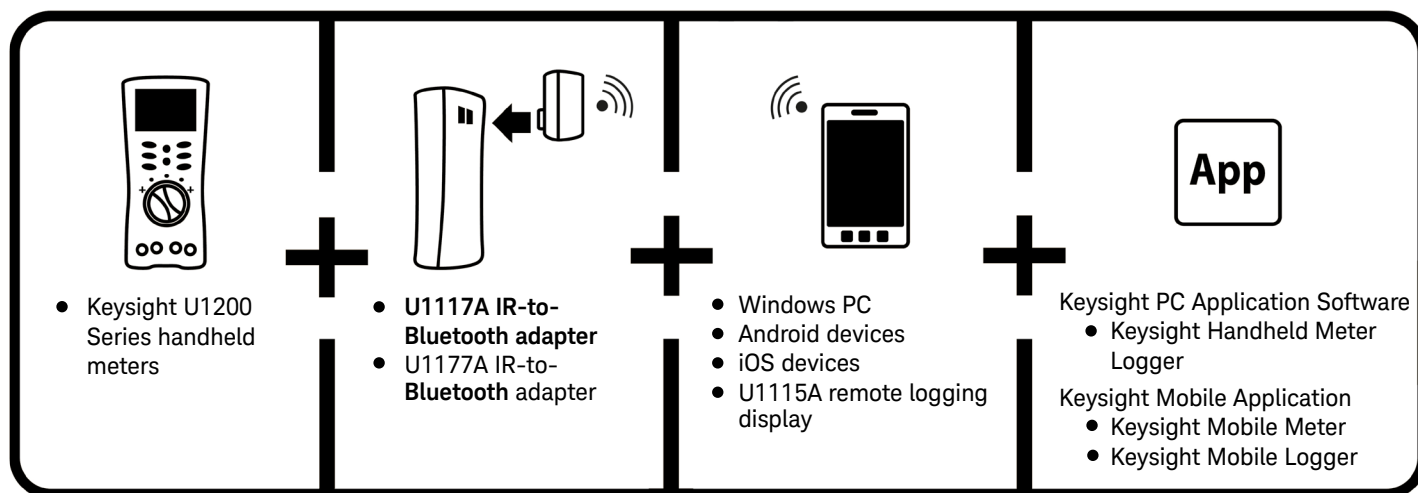 App
• Keysight U1200
Series handheld
meters
• U1117A IR-to-
Bluetooth adapter
• U1177A IR-to-
Bluetooth adapter
• Windows PC
• Android devices
• iOS devices
• U1115A remote logging
display
Keysight PC Application Software
• Keysight Handheld Meter
Logger
Keysight Mobile Application
• Keysight Mobile Meter
• Keysight Mobile Logger